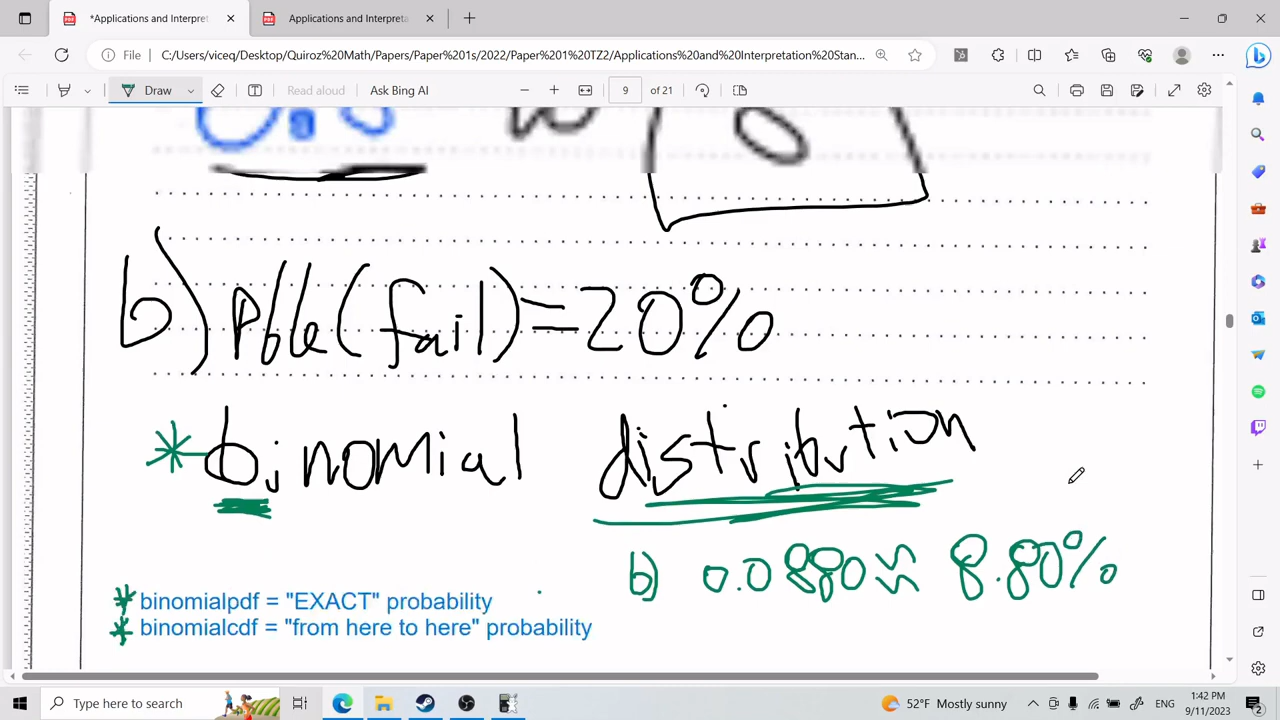 *Applications and Interpret
Applications and Interpreta
File
C:/Users/viceq/Desktop/Quiroz%20Math/Papers/Paper%201s/2022/Paper%201%20TZ2/Applications%20and%20Interpretation%20Stan...
Draw
Read aloud
Ask Bing AI
9
of 21
b) Pble(fail)=20%
*binomial distribution
b) 0.0880≈ 8.80%
* binomialpdf = "EXACT" probability
* binomialcdf = "from here to here" probability
Type here to search
52°F Mostly sunny
1:42 PM
9/11/2023
2